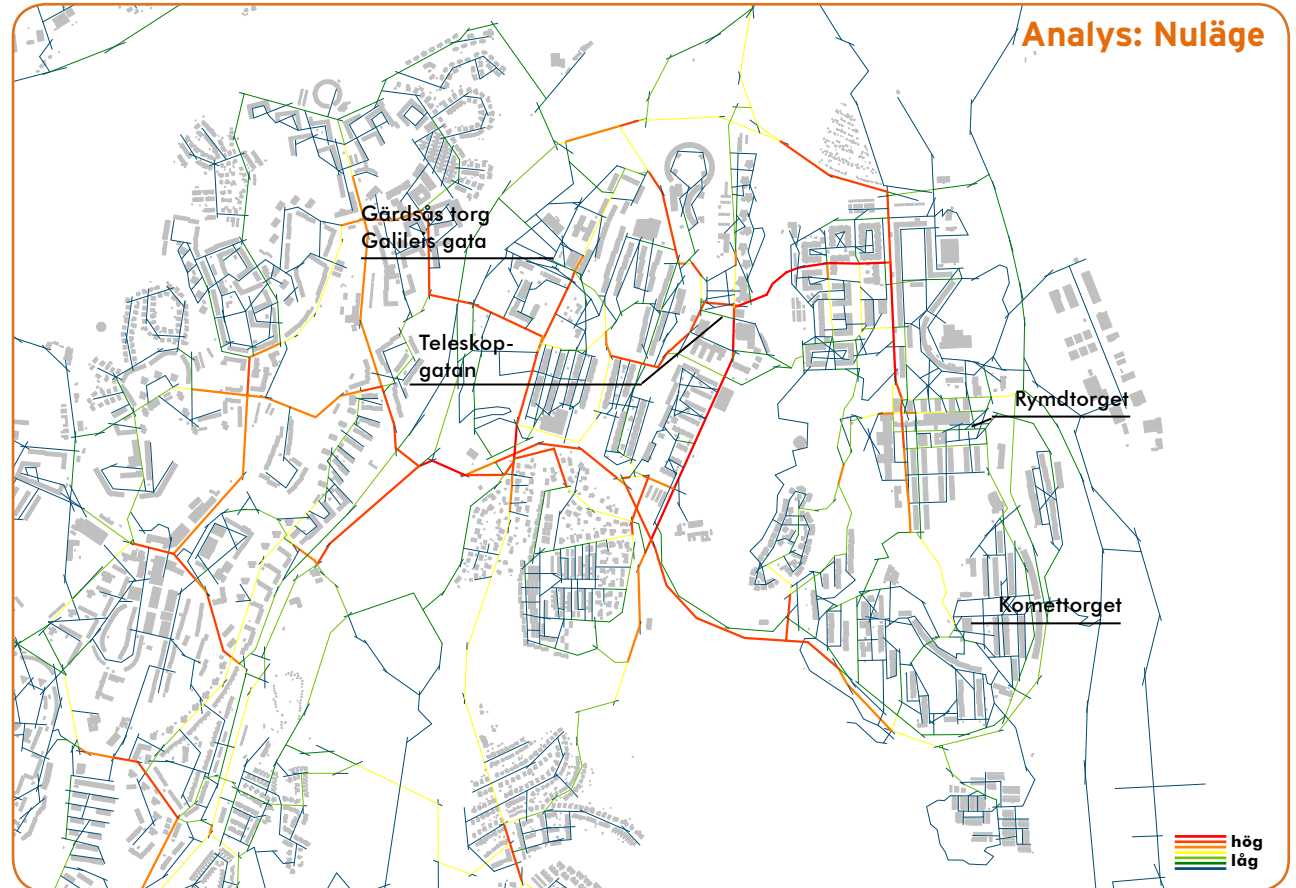 Analys: Nuläge
Gärdsås torg
Galileis gata
Teleskop-
gatan
Rymdtorget
Komettorget
hög
låg